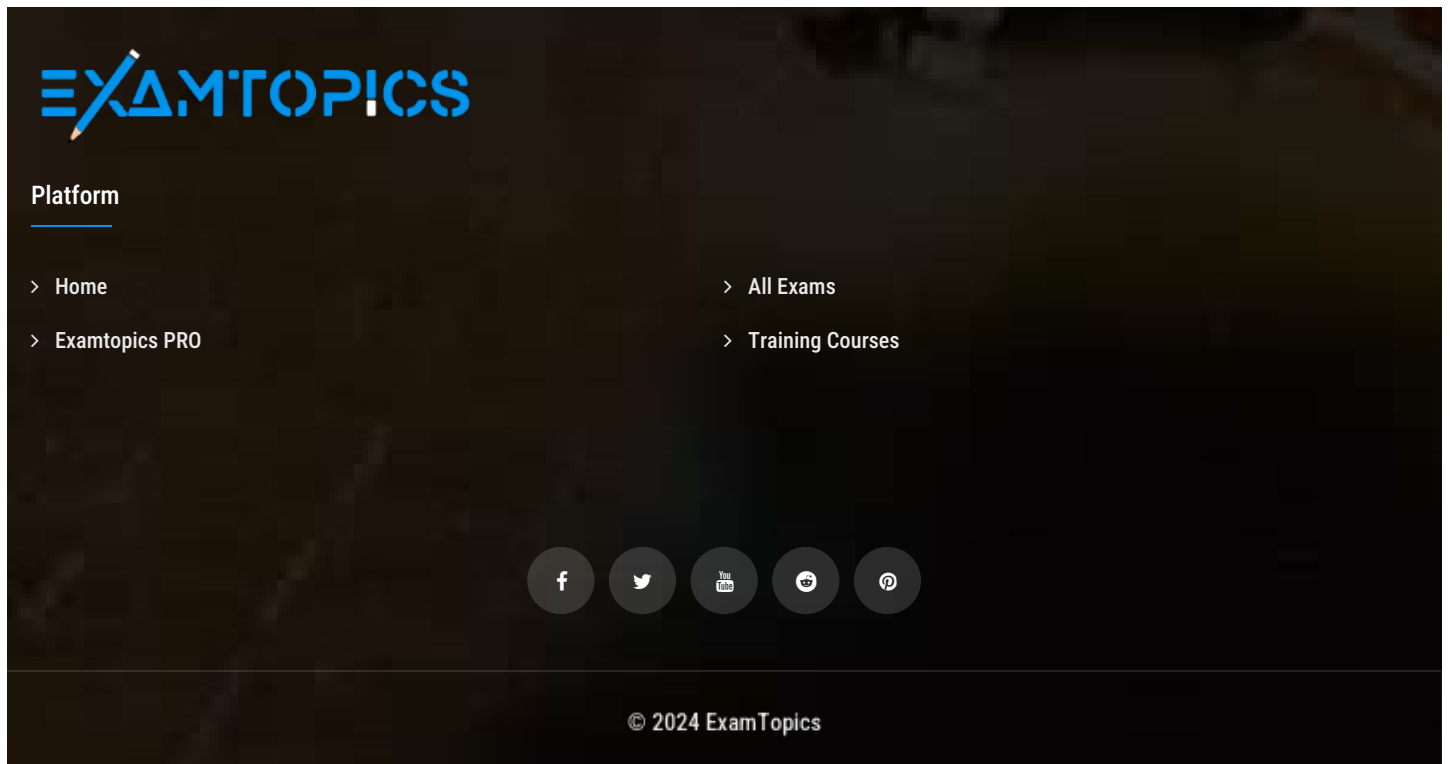 EXAMTOPICS
Platform
Home
All Exams
Examtopics PRO
Training Courses
You
Tube
© 2024 ExamTopics